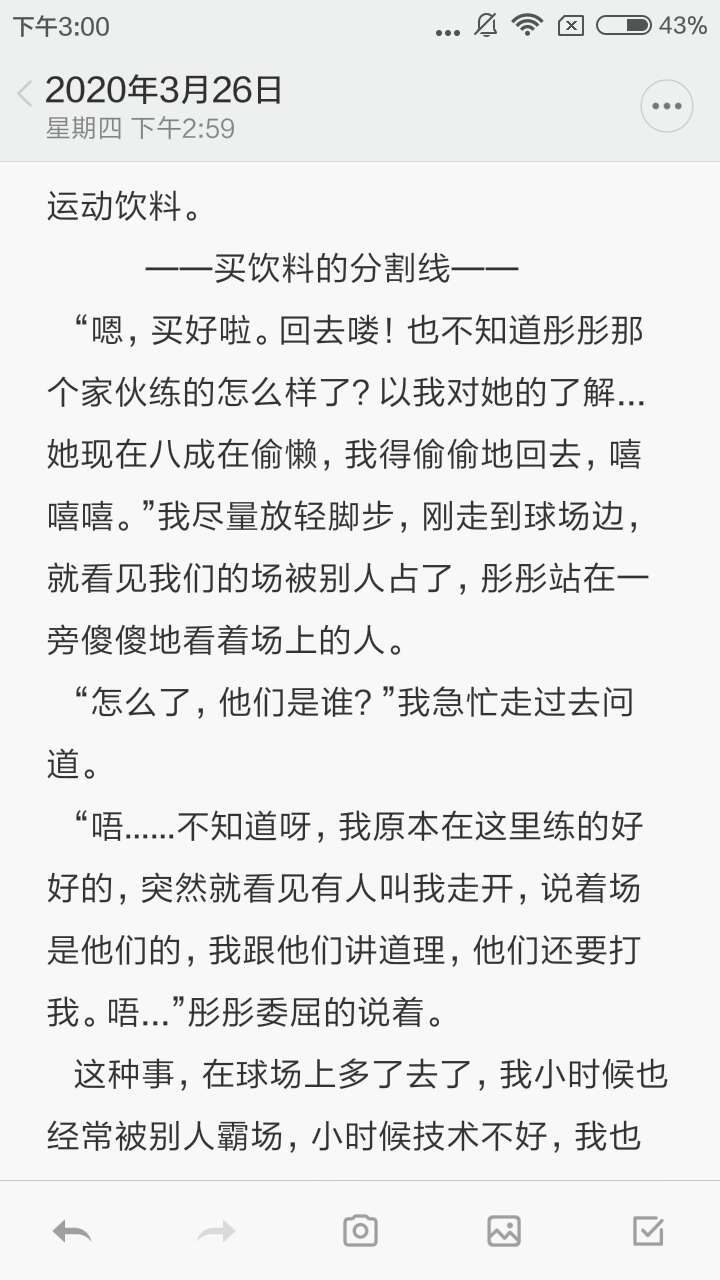 下午3:00
43%
2020年3月26日
星期四 下午2:59
运动饮料。
——买饮料的分割线——
“嗯，买好啦。回去喽！也不知道彤彤那
个家伙练的怎么样了？以我对她的了解...
她现在八成在偷懒，我得偷偷地回去，嘻
嘻嘻。”我尽量放轻脚步，刚走到球场边，
就看见我们的场被别人占了，彤彤站在一
旁傻傻地看着场上的人。
“怎么了，他们是谁？”我急忙走过去问
道。
“唔......不知道呀，我原本在这里练的好
好的，突然就看见有人叫我走开，说着场
是他们的，我跟他们讲道理，他们还要打
我。唔...”彤彤委屈的说着。
这种事，在球场上多了去了，我小时候也
经常被别人霸场，小时候技术不好，我也